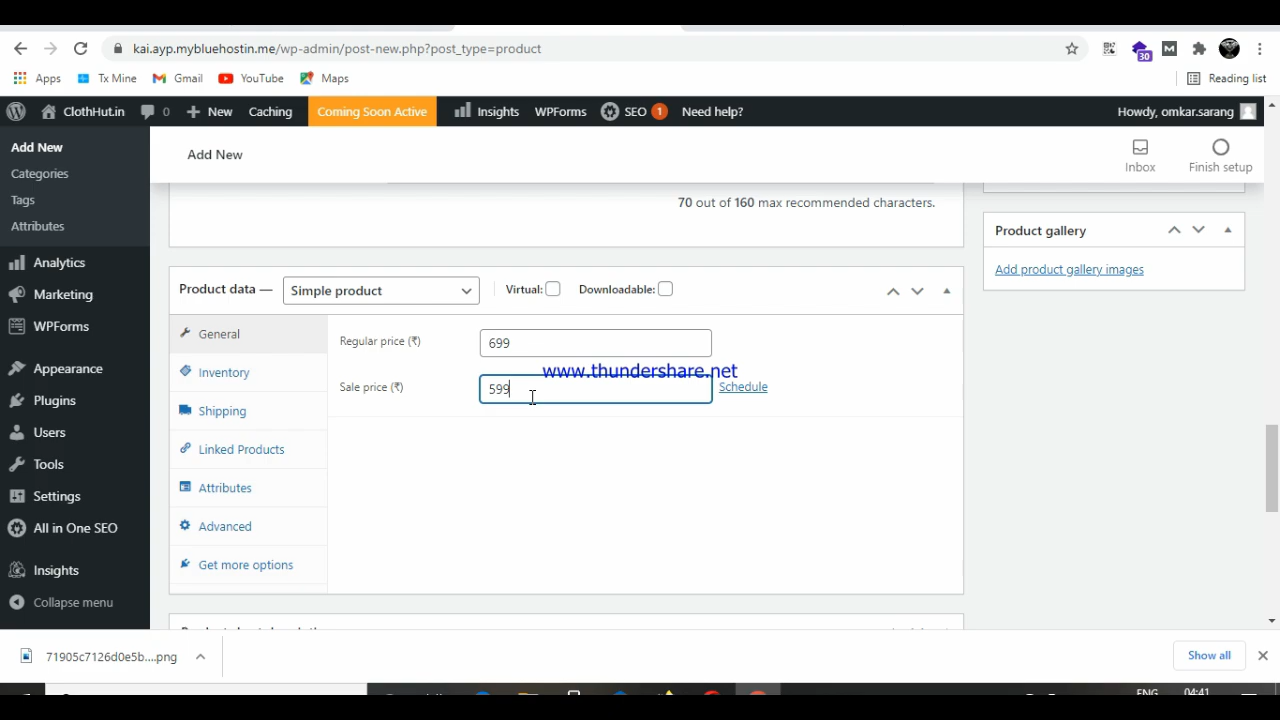 kai.ayp.mybluehostin.me/wp-admin/post-new.php?post_type=product
30
Apps
Tx Mine
Gmail
YouTube
Maps
Reading list
ClothHut.in
0
New
Caching
Coming Soon Active
Insights
WPForms
SEO
1
Need help?
Howdy, omkar.sarang
Add New
Categories
Tags
Attributes
Analytics
Marketing
WPForms
Appearance
Plugins
Users
Tools
Settings
All in One SEO
Insights
Collapse menu
Add New
Inbox
Finish setup
70 out of 160 max recommended characters.
Product data —
Simple product
Virtual:
Downloadable:
General
Inventory
Shipping
Linked Products
Attributes
Advanced
Get more options
Regular price (₹)
699
www.thundershare.net
Sale price (₹)
599
Schedule
Product gallery
Add product gallery images
71905c7126d0e5b....png
Show all
ENG
04:41